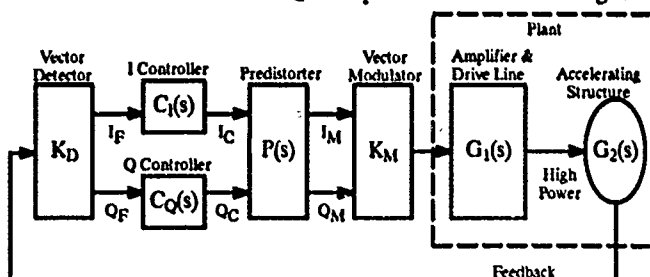 Plant
Vector
Detector
I Controller
Predistorter
Vector
Modulator
Amplifier &
Drive Line
Accelerating
Structure
K_D
I_F
C_I(s)
I_C
P(s)
I_M
K_M
G_1(s)
High
Power
G_2(s)
Q Controller
Q_F
C_Q(s)
Q_C
Q_M
Feedback